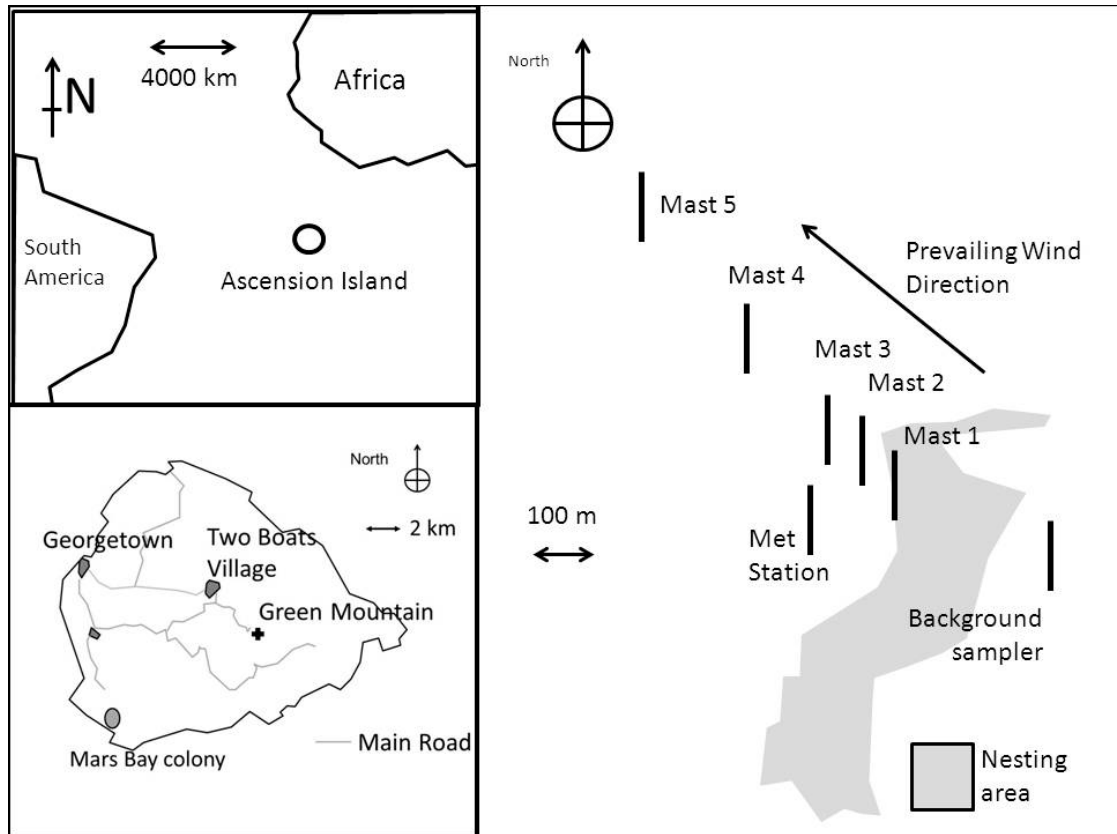 4000 km
Africa
N
South
America
Ascension Island
North
2 km
Georgetown
Two Boats
Village
Green Mountain
Main Road
Mars Bay colony
North
Mast 5
Prevailing Wind
Direction
Mast 4
Mast 3
Mast 2
Mast 1
100 m
Met
Station
Background
sampler
Nesting
area